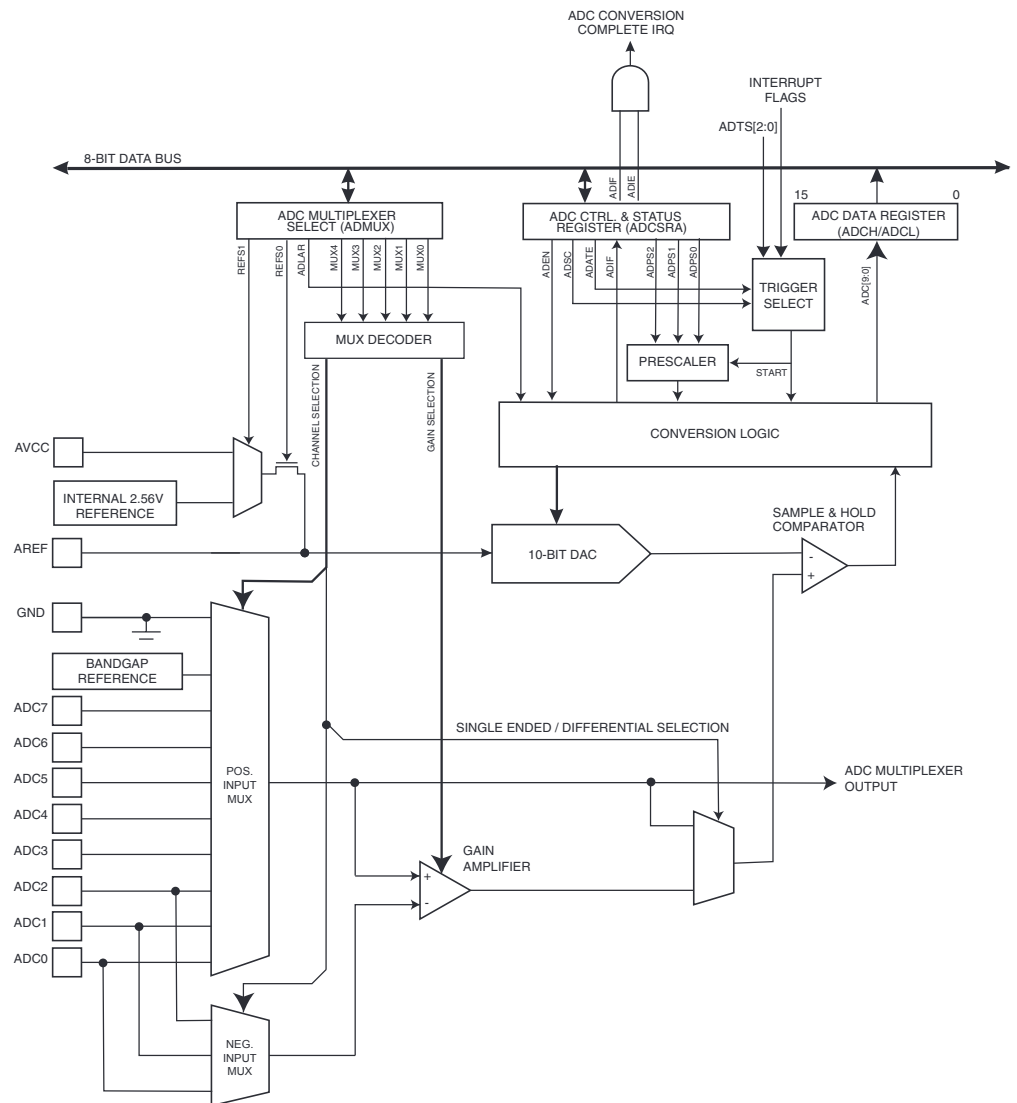 ADC CONVERSION
COMPLETE IRQ
INTERRUPT
FLAGS
ADTS[2:0]
8-BIT DATA BUS
ADIF
ADIE
15
0
ADC MULTIPLEXER
SELECT (ADMUX)
ADC CTRL. & STATUS
REGISTER (ADCSRA)
ADC DATA REGISTER
(ADCH/ADCL)
REFS1
REFS0
ADLAR
MUX4
MUX3
MUX2
MUX1
MUX0
ADEN
ADSC
ADATE
ADIF
ADPS2
ADPS1
ADPS0
TRIGGER
SELECT
ADC[9:0]
MUX DECODER
PRESCALER
START
CHANNEL SELECTION
GAIN SELECTION
CONVERSION LOGIC
AVCC
INTERNAL 2.56V
REFERENCE
SAMPLE & HOLD
COMPARATOR
AREF
10-BIT DAC
-
+
GND
BANDGAP
REFERENCE
ADC7
SINGLE ENDED / DIFFERENTIAL SELECTION
ADC6
ADC5
POS.
INPUT
MUX
ADC MULTIPLEXER
OUTPUT
ADC4
ADC3
GAIN
AMPLIFIER
+
-
ADC2
ADC1
ADC0
NEG.
INPUT
MUX